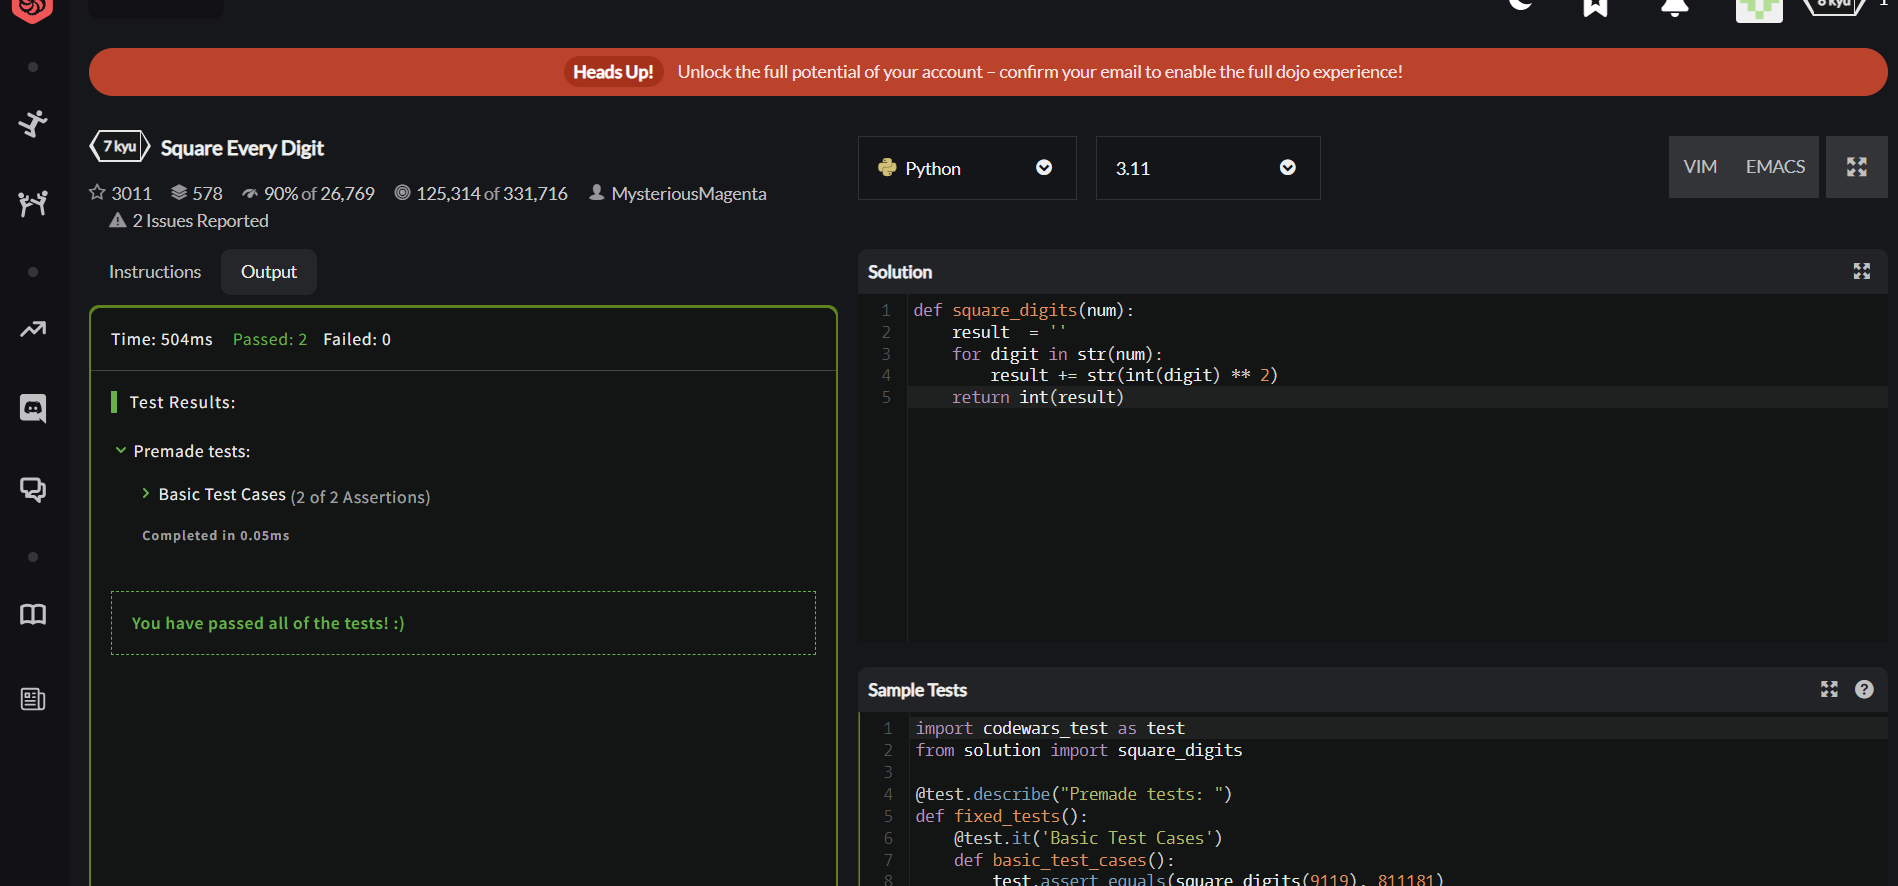 8 kyu
Heads Up! Unlock the full potential of your account – confirm your email to enable the full dojo experience!
7 kyu Square Every Digit
3011 578 90% of 26,769 125,314 of 331,716 MysteriousMagenta
2 Issues Reported
Python 3.11 VIM EMACS
Instructions Output
Time: 504ms Passed: 2 Failed: 0
Test Results:
Premade tests:
Basic Test Cases (2 of 2 Assertions)
Completed in 0.05ms
You have passed all of the tests! :)
Solution
1 def square_digits(num):
2     result  = ''
3     for digit in str(num):
4         result += str(int(digit) ** 2)
5     return int(result)
Sample Tests
1 import codewars_test as test
2 from solution import square_digits
3
4 @test.describe("Premade tests: ")
5 def fixed_tests():
6     @test.it('Basic Test Cases')
7     def basic_test_cases():
8         test.assert_equals(square_digits(9119), 811181)